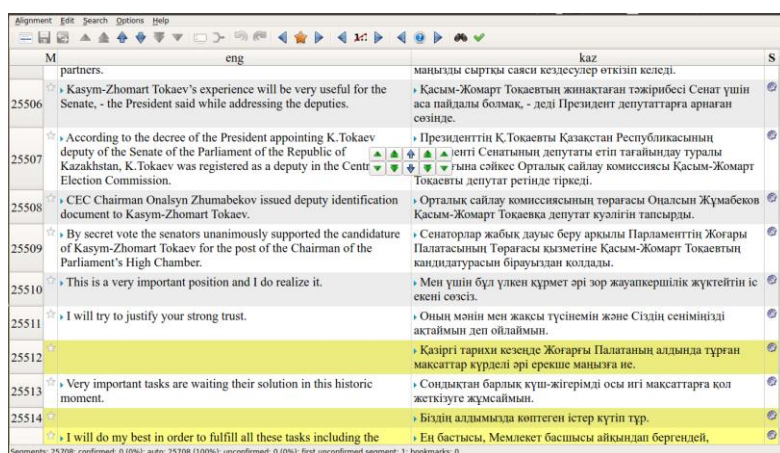 Alignment Edit Search Options Help
M eng kaz S
partners.
маңызды сыртқы саяси кездесулер өткізіп келеді.
25506
Kasym-Zhomart Tokaev's experience will be very useful for the
Senate, - the President said while addressing the deputies.
Қасым-Жомарт Тоқаевтың жинақтаған тәжірибесі Сенат үшін
аса пайдалы болмақ, - деді Президент депутаттарға арнаған
сөзінде.
25507
According to the decree of the President appointing K.Tokaev
deputy of the Senate of the Parliament of the Republic of
Kazakhstan, K.Tokaev was registered as a deputy in the
Election Commission.
Президенттің Қ.Тоқаевты Қазақстан Республикасының
Сенатының депутаты етіп тағайындау туралы
сәйкес Орталық сайлау комиссиясы Қасым-Жомарт
Тоқаевты депутат ретінде тіркеді.
25508
CEC Chairman Onalsyn Zhumabekov issued deputy identification
document to Kasym-Zhomart Tokaev.
Орталық сайлау комиссиясының төрағасы Оңалсын Жұмабеков
Қасым-Жомарт Тоқаевқа депутат куәлігін тапсырды.
25509
By secret vote the senators unanimously supported the candidature
of Kasym-Zhomart Tokaev for the post of the Chairman of the
Parliament's High Chamber.
Сенаторлар жабық дауыс беру арқылы Парламенттің Жоғары
Палатасының Төрағасы қызметіне Қасым-Жомарт Тоқаевтың
кандидатурасын бірауыздан қолдады.
25510
This is a very important position and I do realize it.
Мен үшін бұл үлкен құрмет әрі зор жауапкершілік жүктейтін іс
екені сөзсіз.
25511
I will try to justify your strong trust.
Оның мәнін мен жақсы түсінемін және Сіздің сеніміңізді
ақтаймын деп ойлаймын.
25512
Қазіргі тарихи кезеңде Жоғарғы Палатаның алдында тұрған
мақсаттар күрделі әрі ерекше маңызға ие.
25513
Very important tasks are waiting their solution in this historic
moment.
Сондықтан барлық күш-жігерімді осы игі мақсаттарға қол
жеткізуге жұмсаймын.
25514
Біздің алдымызда көптеген істер күтіп тұр.
I will do my best in order to fulfill all these tasks including the
Ең бастысы, Мемлекет басшысы айқындап бергендей,
Segments: 25708; confirmed: 0 (0%); auto: 25708 (100%); unconfirmed: 0 (0%); first unconfirmed segment: 1; bookmarks: 0